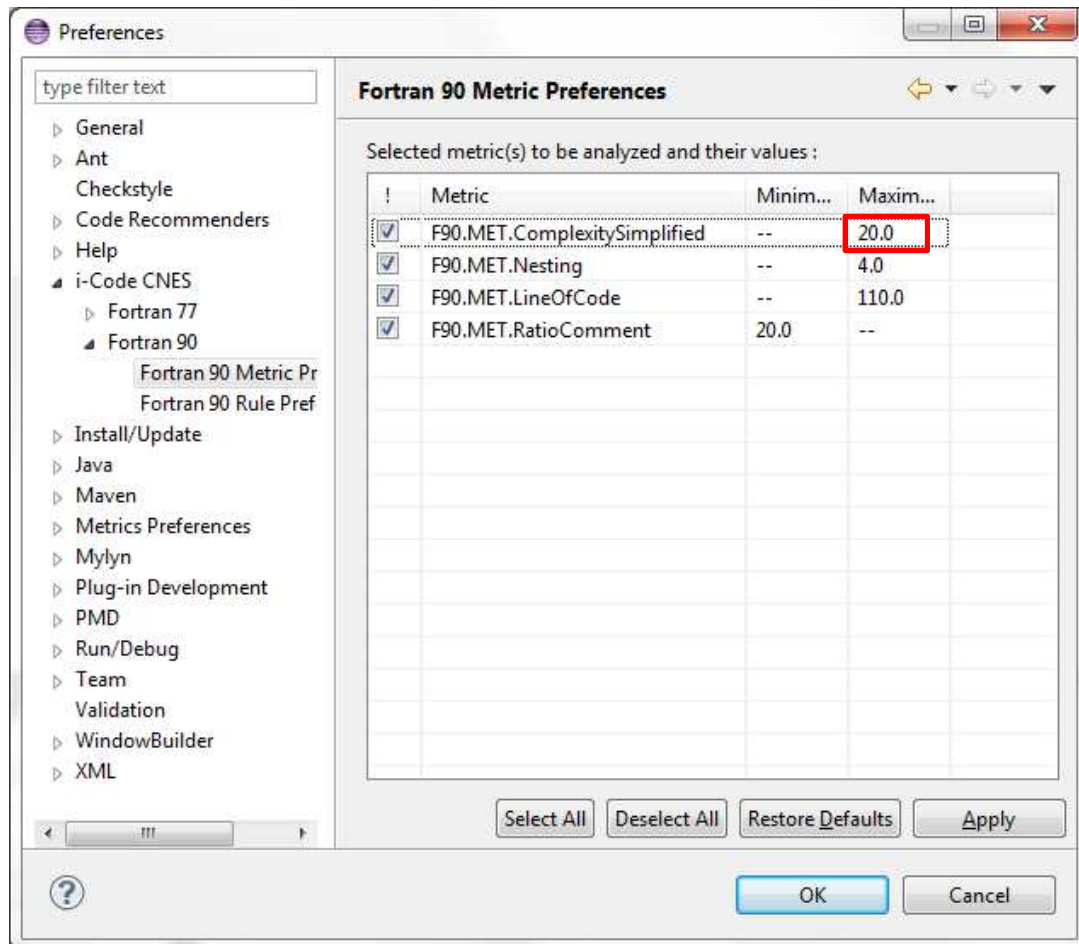 Preferences
type filter text
General
Ant
Checkstyle
Code Recommenders
Help
i-Code CNES
Fortran 77
Fortran 90
Fortran 90 Metric Pr
Fortran 90 Rule Pref
Install/Update
Java
Maven
Metrics Preferences
Mylyn
Plug-in Development
PMD
Run/Debug
Team
Validation
WindowBuilder
XML
Fortran 90 Metric Preferences
Selected metric(s) to be analyzed and their values :
! Metric Minim... Maxim...
F90.MET.ComplexitySimplified -- 20.0
F90.MET.Nesting -- 4.0
F90.MET.LineOfCode -- 110.0
F90.MET.RatioComment 20.0 --
Select All Deselect All Restore Defaults Apply
? OK Cancel